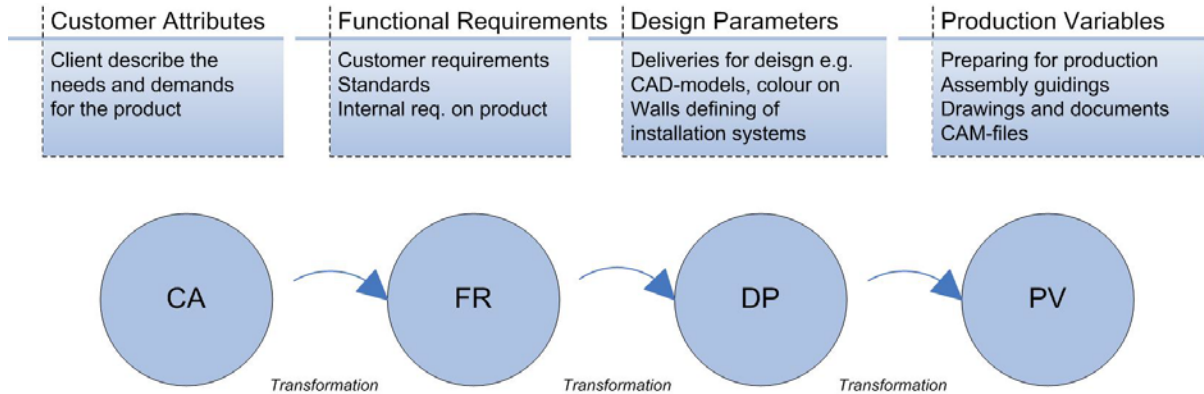 Customer Attributes
Client describe the
needs and demands
for the product
Functional Requirements
Customer requirements
Standards
Internal req. on product
Design Parameters
Deliveries for deisgn e.g.
CAD-models, colour on
Walls defining of
installation systems
Production Variables
Preparing for production
Assembly guidings
Drawings and documents
CAM-files
CA
FR
DP
PV
Transformation
Transformation
Transformation